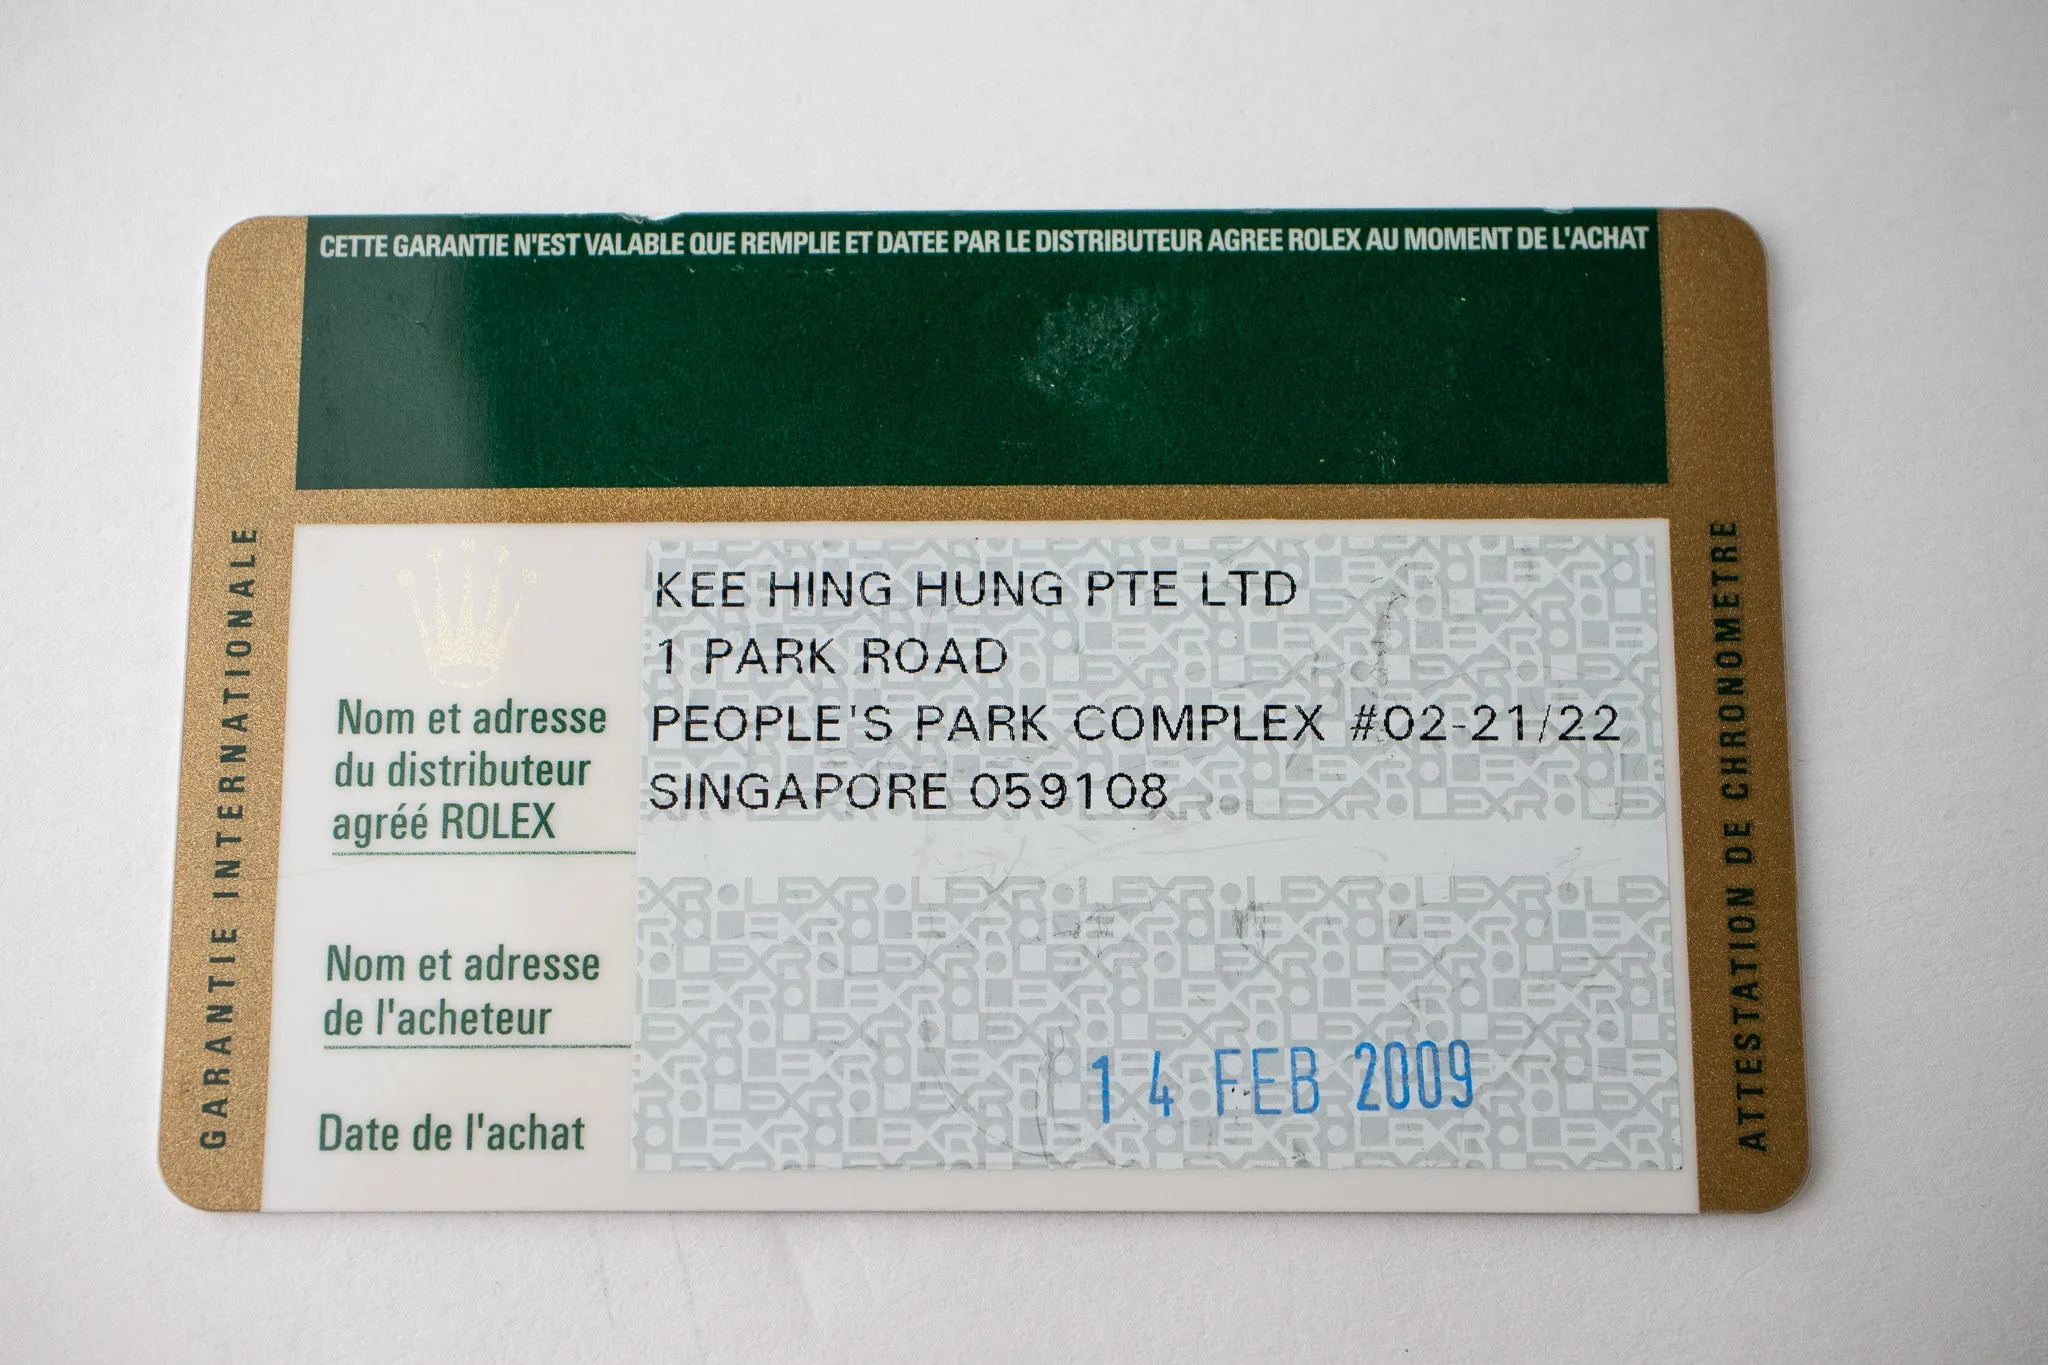 CETTE GARANTIE N'EST VALABLE QUE REMPLIE ET DATEE PAR LE DISTRIBUTEUR AGREE ROLEX AU MOMENT DE L'ACHAT
GARANTIE INTERNATIONALE
Nom et adresse
du distributeur
agréé ROLEX
KEE HING HUNG PTE LTD
1 PARK ROAD
PEOPLE'S PARK COMPLEX #02-21/22
SINGAPORE 059108
Nom et adresse
de l'acheteur
Date de l'achat
14 FEB 2009
ATTESTATION DE CHRONOMETRE